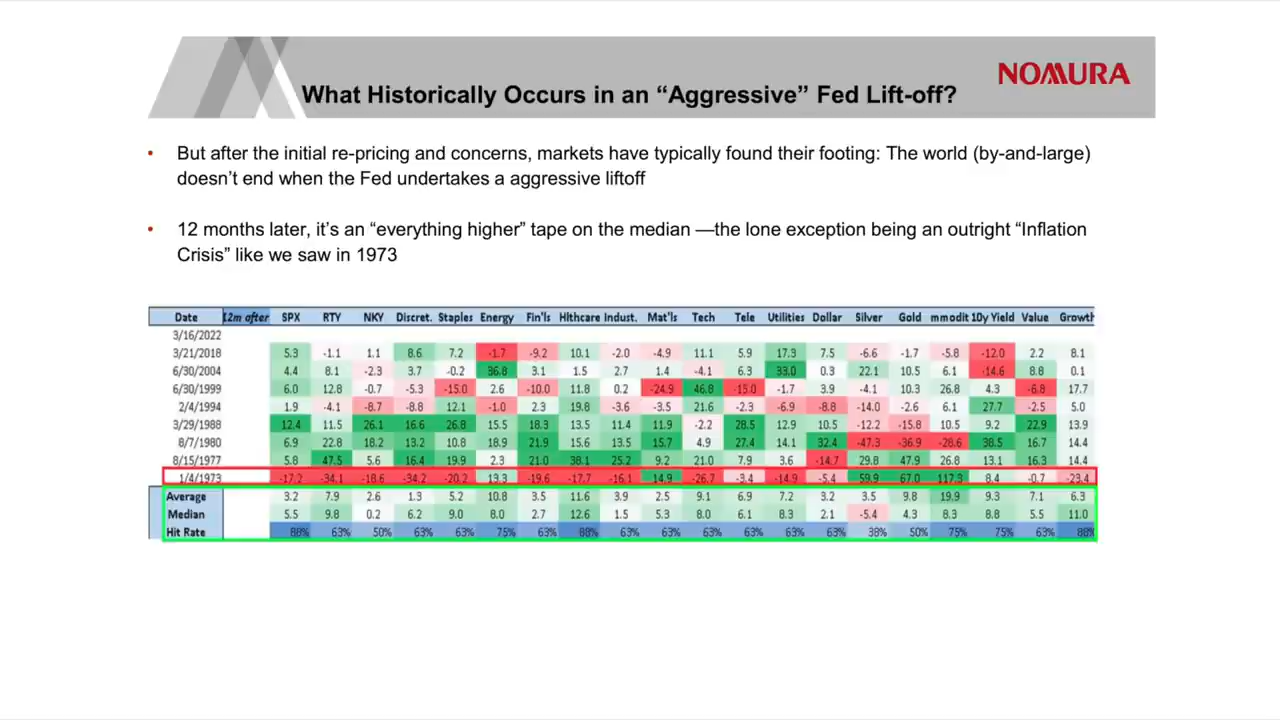 NOMURA
What Historically Occurs in an “Aggressive” Fed Lift-off?
• But after the initial re-pricing and concerns, markets have typically found their footing: The world (by-and-large)
doesn’t end when the Fed undertakes a aggressive liftoff
• 12 months later, it’s an “everything higher” tape on the median —the lone exception being an outright “Inflation
Crisis” like we saw in 1973
Date 12m after SPX RTY NKY Discret. Staples Energy Fin'ls Hlthcare Indust. Mat'ls Tech Tele Utilities Dollar Silver Gold mmodit 10y Yield Value Growth
3/16/2022
3/21/2018 5.3 -1.1 1.1 8.6 7.2 -1.7 -9.2 10.1 -2.0 -4.9 11.1 5.9 17.3 7.5 -6.6 -1.7 -5.8 -12.0 2.2 8.1
6/30/2004 4.4 8.1 -2.3 3.7 -0.2 36.8 3.1 1.5 2.7 1.4 -4.1 6.3 33.0 0.3 22.1 10.5 6.1 -14.6 8.8 0.1
6/30/1999 6.0 12.8 -0.7 -5.3 -15.0 2.6 -10.0 11.8 0.2 -24.9 46.8 -15.0 -1.7 3.9 -4.1 10.3 26.8 4.3 -6.8 17.7
2/4/1994 1.9 -4.1 -8.7 -8.8 12.1 -1.0 2.3 19.8 -3.6 -3.5 21.6 -2.3 -6.9 -8.8 -14.0 -2.6 6.1 27.7 -2.5 5.0
3/29/1988 12.4 11.5 26.1 16.6 26.8 15.5 18.3 13.5 11.4 11.9 -2.2 28.5 12.9 10.5 -12.2 -15.8 10.5 9.2 22.9 13.9
8/7/1980 6.9 22.8 18.2 13.2 10.8 18.9 21.9 15.6 13.5 15.7 4.9 27.4 14.1 32.4 -47.3 -36.9 -28.6 38.5 16.7 14.4
8/15/1977 5.8 47.5 5.6 16.4 19.9 2.3 21.0 38.1 25.2 9.2 21.0 7.9 3.6 -14.7 29.8 47.9 26.8 13.1 16.3 14.4
1/4/1973 -17.2 -34.1 -18.6 -34.2 -20.2 13.3 -19.6 -17.7 -16.1 14.9 -26.7 -3.4 -14.9 -5.4 59.9 67.0 117.3 8.4 -0.7 -23.4
Average 3.2 7.9 2.6 1.3 5.2 10.8 3.5 11.6 3.9 2.5 9.1 6.9 7.2 3.2 3.5 9.8 19.9 9.3 7.1 6.3
Median 5.5 9.8 0.2 6.2 9.0 8.0 2.7 12.6 1.5 5.3 8.0 6.1 8.3 2.1 -5.4 4.3 8.3 8.8 5.5 11.0
Hit Rate 88% 63% 50% 63% 63% 75% 63% 88% 63% 63% 63% 63% 63% 63% 38% 50% 75% 75% 63% 88%